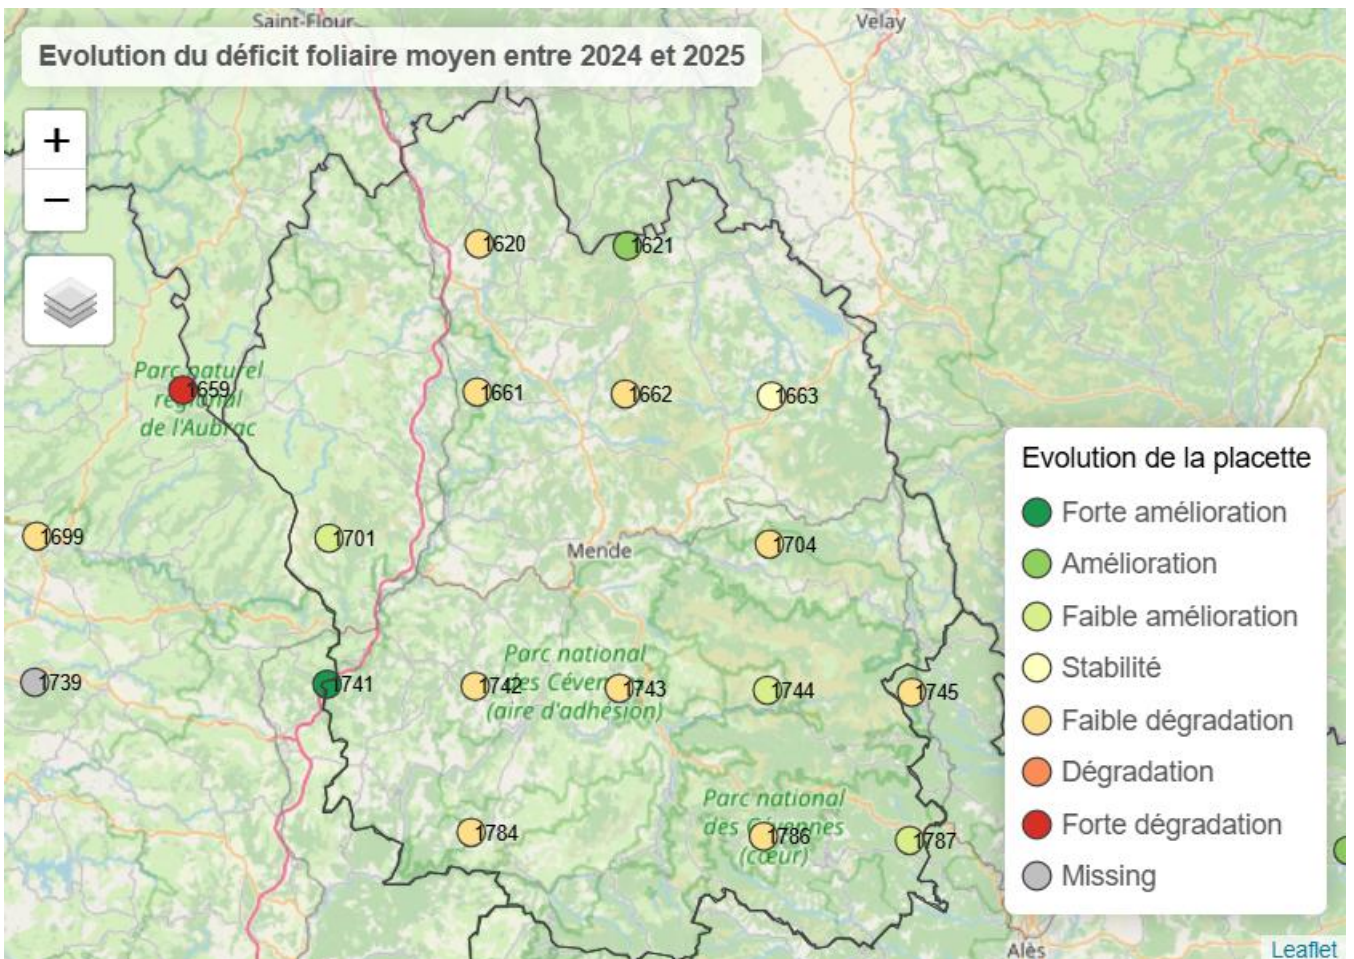 Saint-Flour
Velay
Evolution du déficit foliaire moyen entre 2024 et 2025
+
−
1620
1621
Parc naturel
régional
de l'Aubrac
1659
1661
1662
1663
1699
1701
Mende
1704
1739
1741
Parc national
des Cévennes
(aire d'adhésion)
1742
1743
1744
1745
1784
Parc national
des Cévennes
(cœur)
1786
1787
Evolution de la placette
Forte amélioration
Amélioration
Faible amélioration
Stabilité
Faible dégradation
Dégradation
Forte dégradation
Missing
Alès
Leaflet